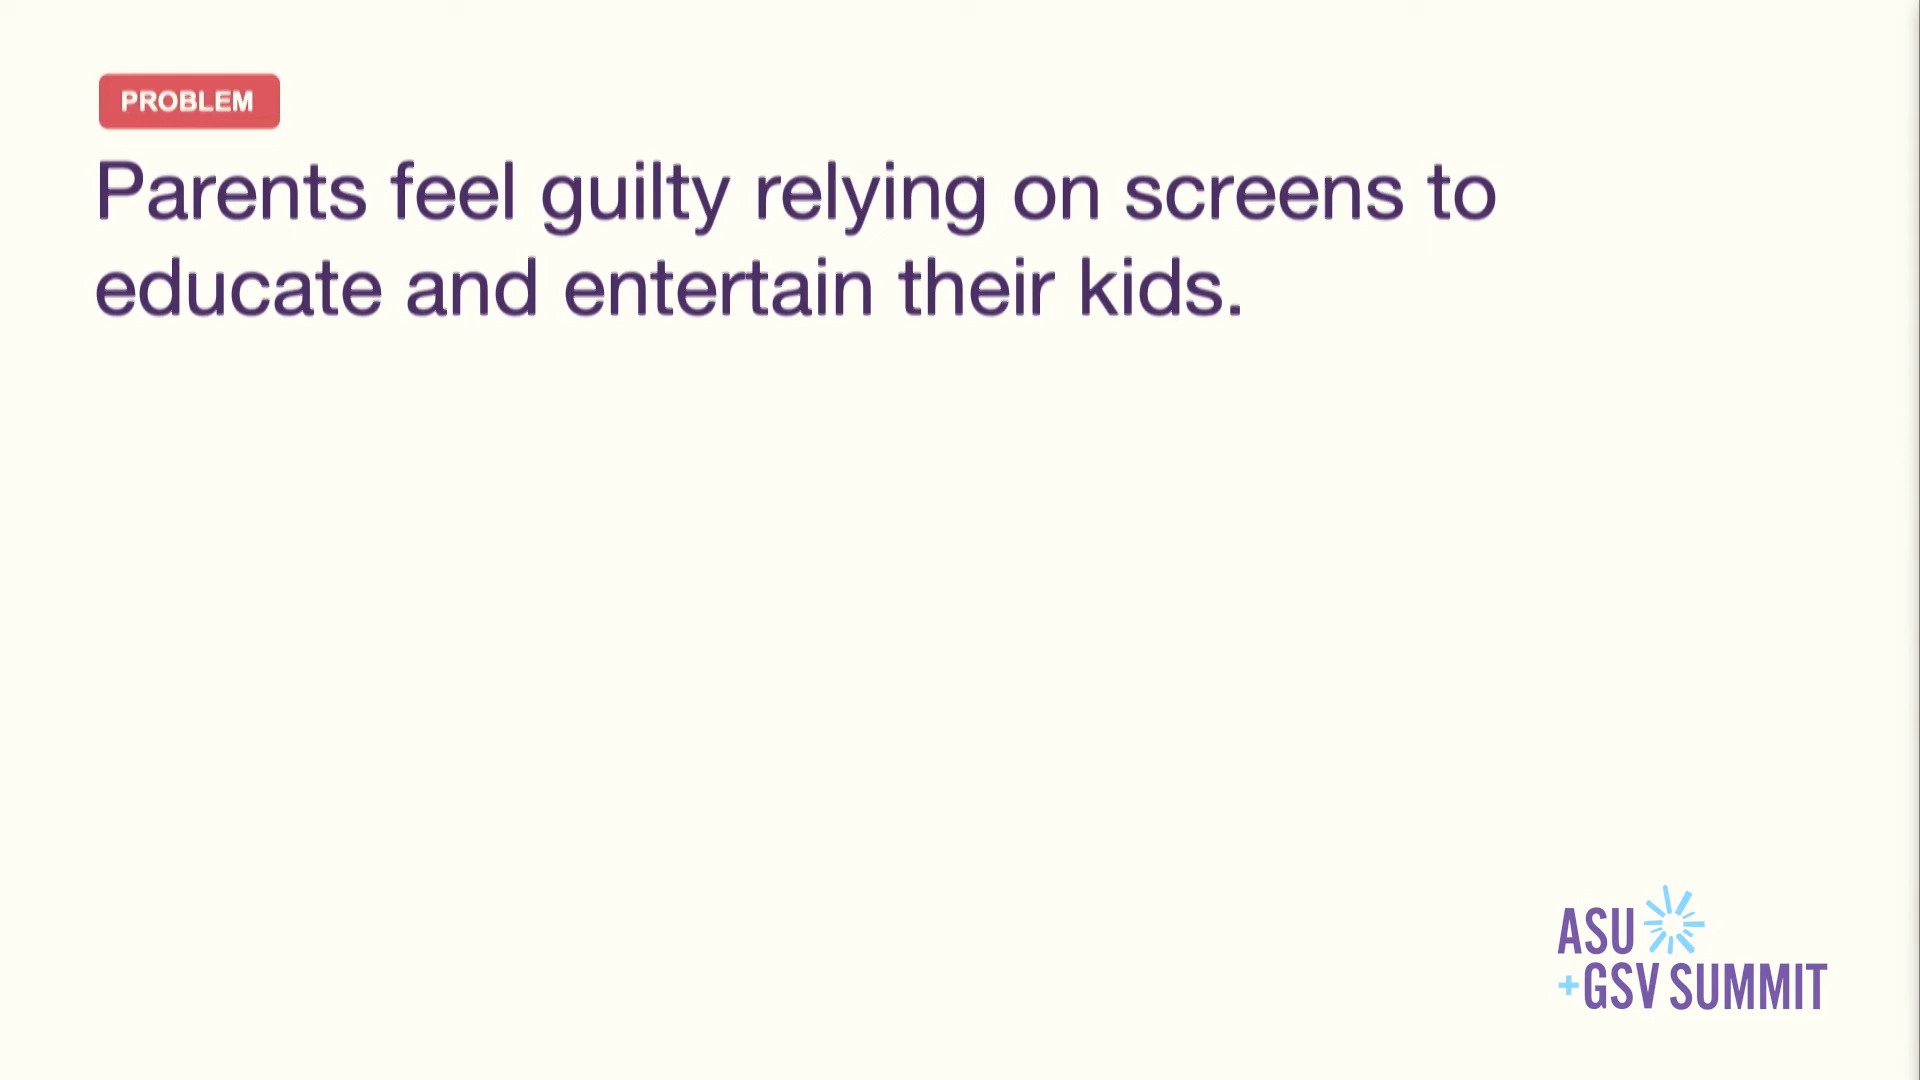 PROBLEM
Parents feel guilty relying on screens to
educate and entertain their kids.
ASU
+GSV SUMMIT